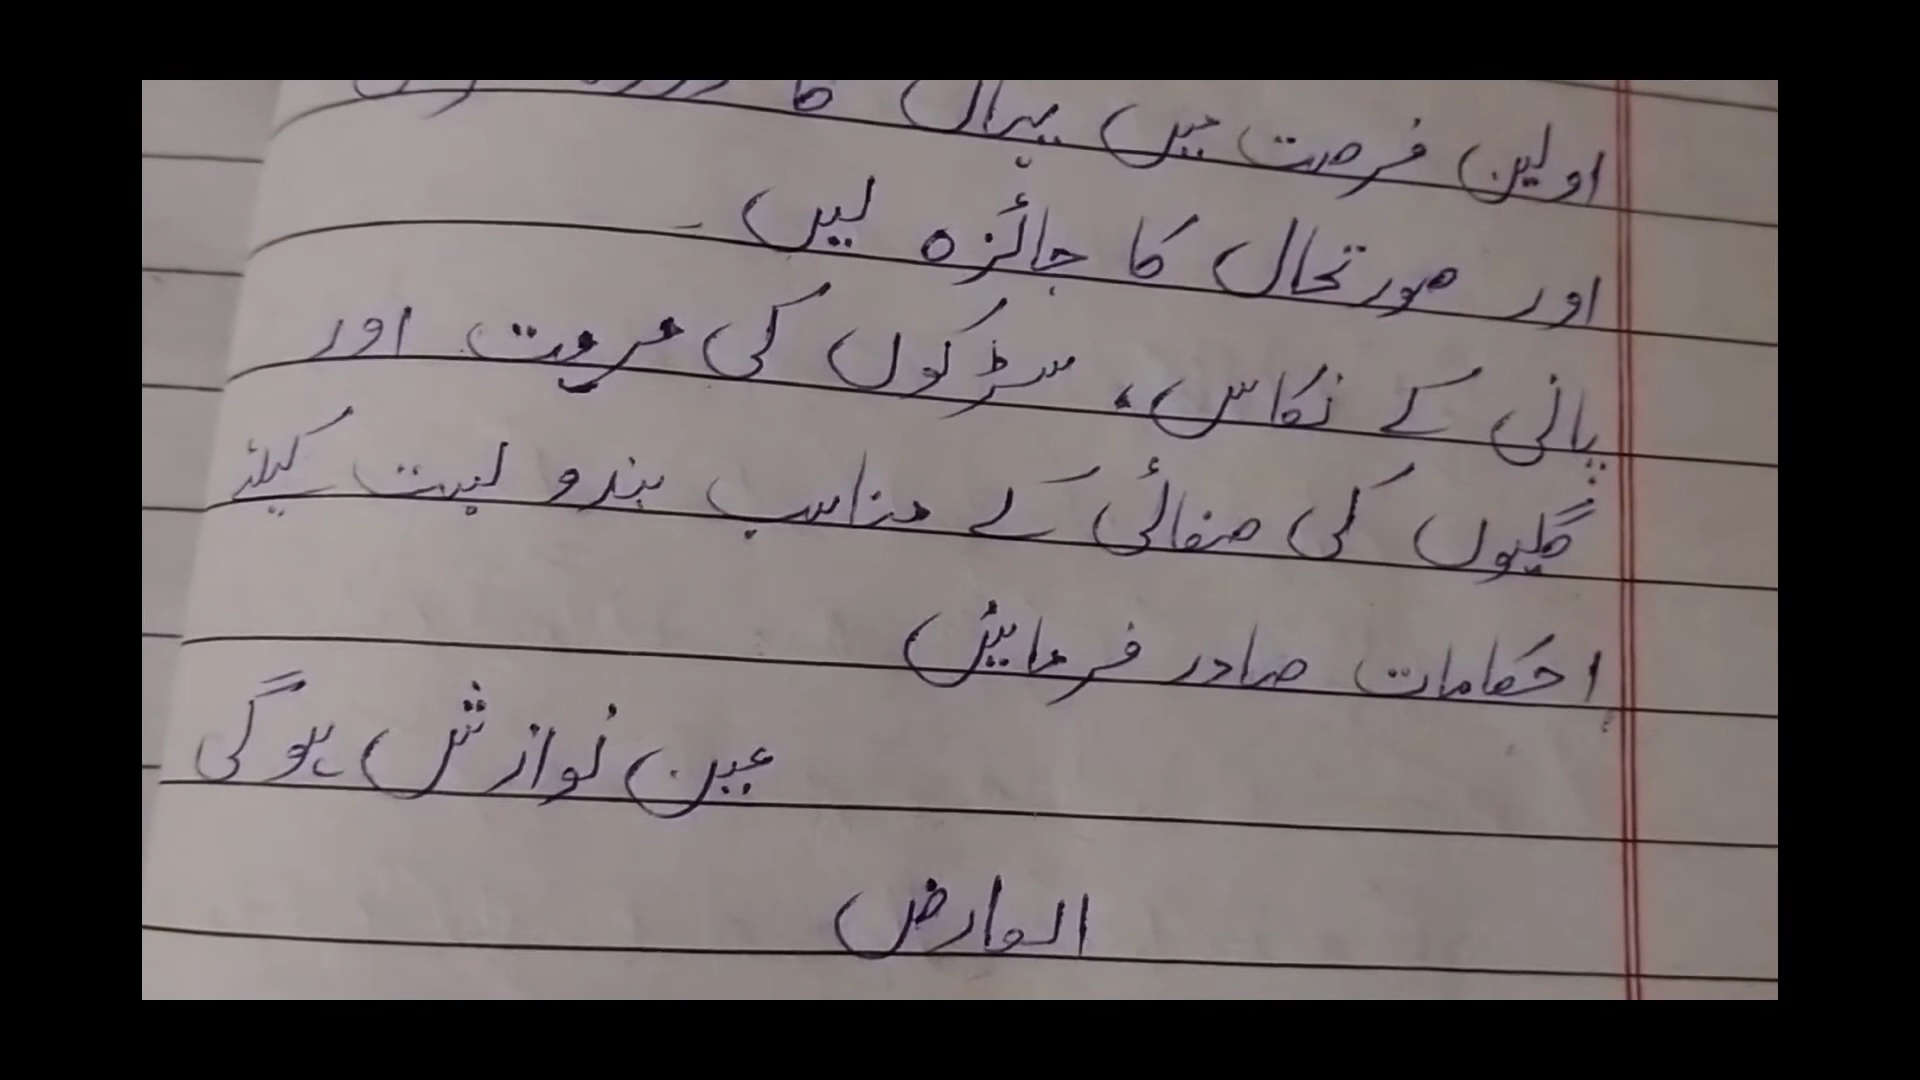 اولین فرصت میں یہاں کا دورہ
اور صورتحال کا جائزہ لیں۔
پانی کے نکاس، سڑکوں کی مرمت اور
گلیوں کی صفائی کے مناسب بندوبست کیلئے
احکامات صادر فرمائیں
عین نوازش ہوگی
العارض